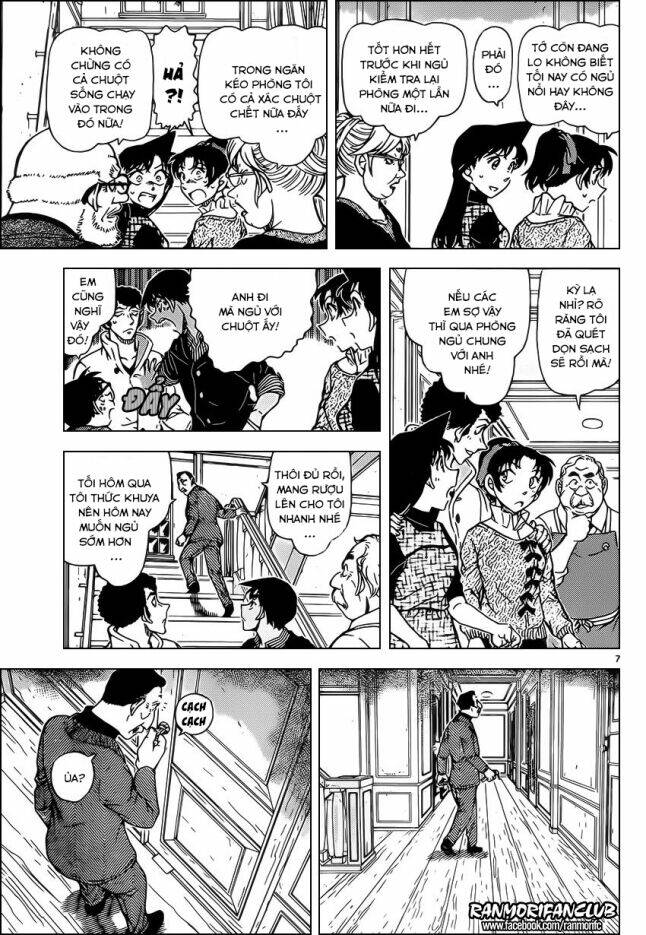 TỚ CÒN ĐANG
LO KHÔNG BIẾT
TỐI NAY CÓ NGỦ
NỔI HAY KHÔNG
ĐÂY...
PHẢI
ĐÓ ...
TỐT HƠN HẾT
TRƯỚC KHI NGỦ
KIỂM TRA LẠI
PHÒNG MỘT LẦN
NỮA ĐI...
TRONG NGĂN
KÉO PHÒNG TÔI
CÓ CẢ XÁC CHUỘT
CHẾT NỮA ĐẤY
...
HẢ
?!
KHÔNG
CHỪNG CÓ
CẢ CHUỘT
SỐNG CHẠY
VÀO TRONG
ĐÓ NỮA!
KỲ LẠ
NHỈ? RÕ
RÀNG TÔI
ĐÃ QUÉT
DỌN SẠCH
SẼ RỒI MÀ!
NẾU CÁC
EM SỢ VẬY
THÌ QUA PHÒNG
NGỦ CHUNG
VỚI ANH
NHÉ!
ANH ĐI
MÀ NGỦ VỚI
CHUỘT ẤY!
EM
CŨNG
NGHĨ
VẬY
ĐÓ!
ĐẨY
THÔI ĐỦ RỒI,
MANG RƯỢU
LÊN CHO TÔI
NHANH NHÉ
TỐI HÔM QUA
TÔI THỨC KHUYA
NÊN HÔM NAY
MUỐN NGỦ
SỚM HƠN
...
7
CẠCH
CẠCH
ỦA?
RANMORIFANCLUB
www.facebook.com/ranmorifc